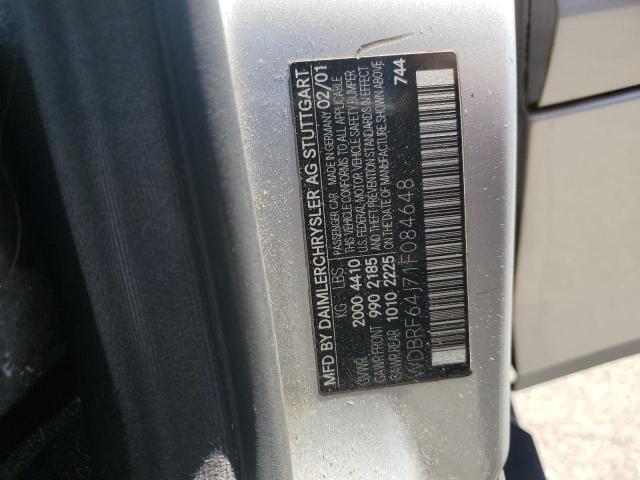 MFD BY DAIMLERCHRYSLER AG STUTTGART
KG LBS PASSENGER CAR MADE IN GERMANY 02/01
GVWR 2000 4410 THIS VEHICLE CONFORMS TO ALL APPLICABLE
GAWR FRONT 990 2185 U.S. FEDERAL MOTOR VEHICLE SAFETY BUMPER
GAWR REAR 1010 2225 AND THEFT PREVENTION STANDARDS IN EFFECT
ON THE DATE OF MANUFACTURE SHOWN ABOVE
744
WDBRF64J71F084648